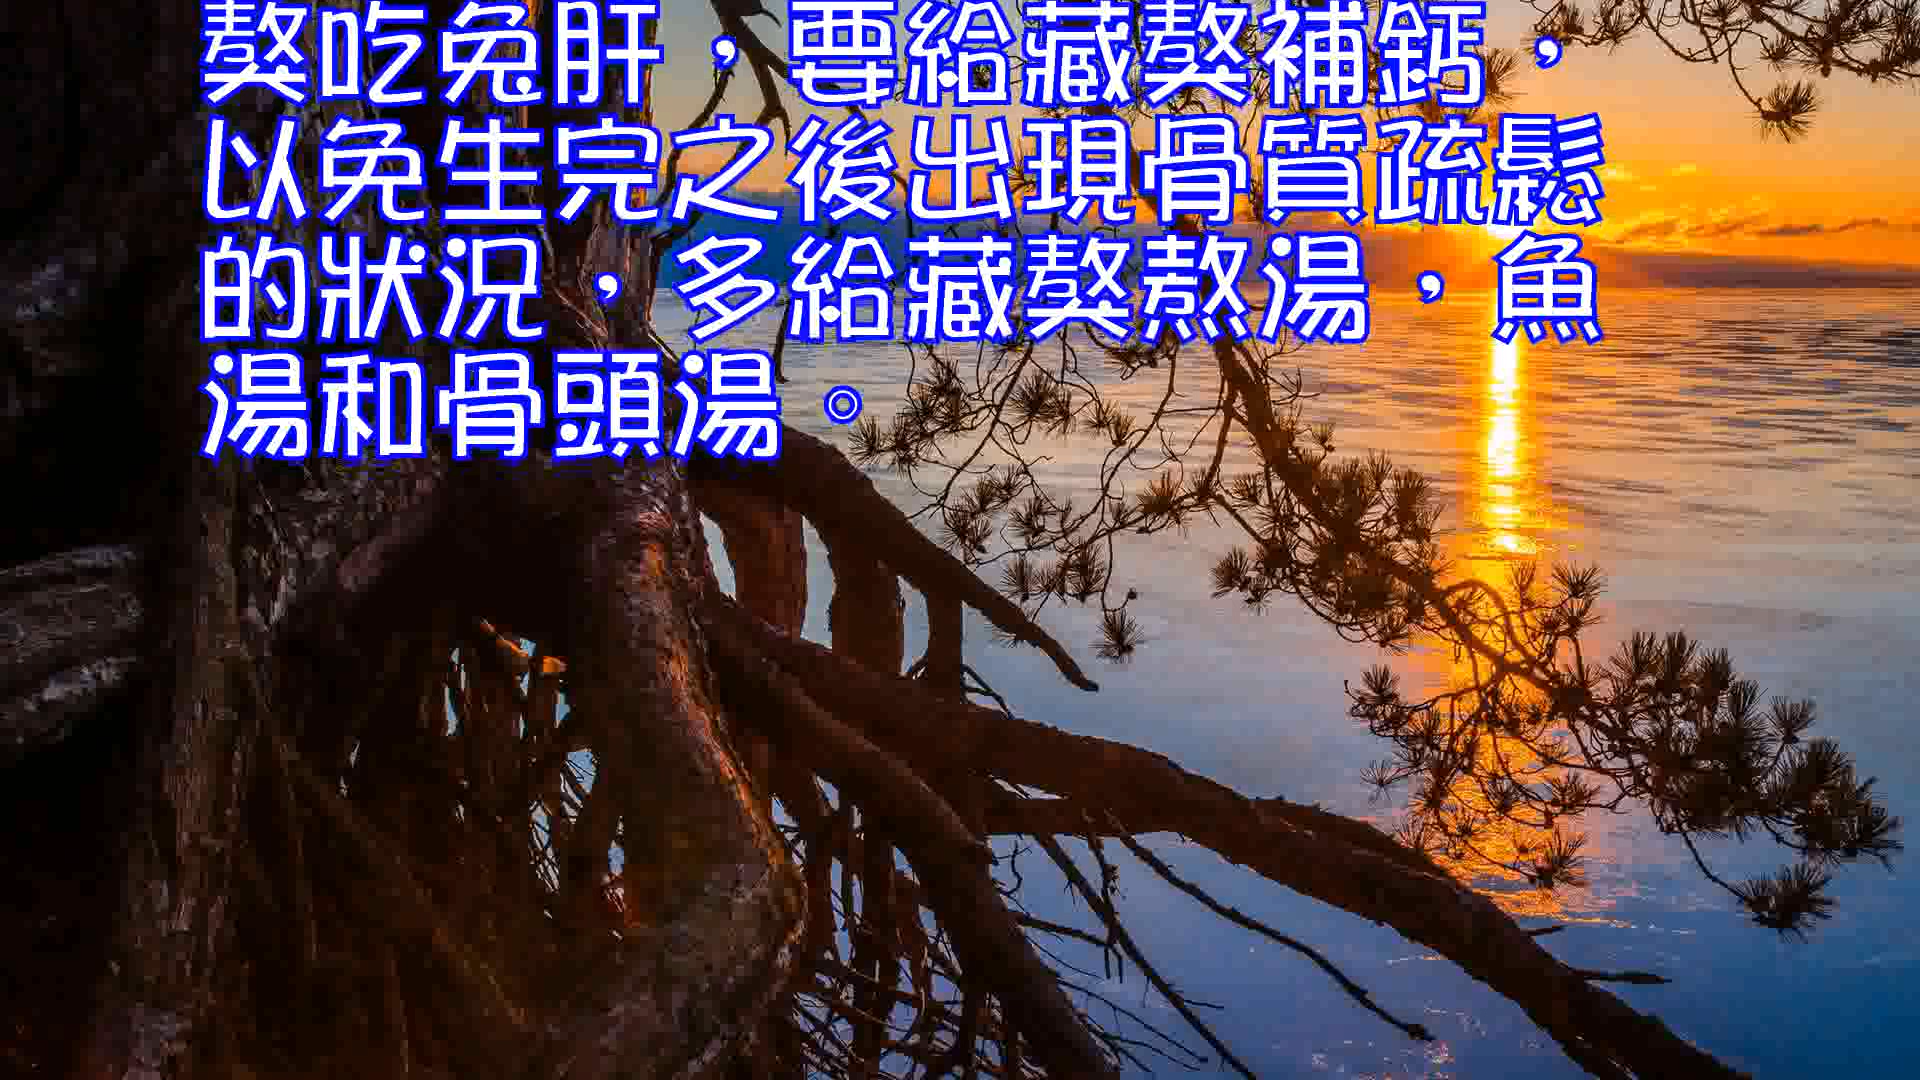 獒吃兔肝，要給藏獒補鈣，
以免生完之後出現骨質疏鬆
的狀況，多給藏獒熬湯，魚
湯和骨頭湯。